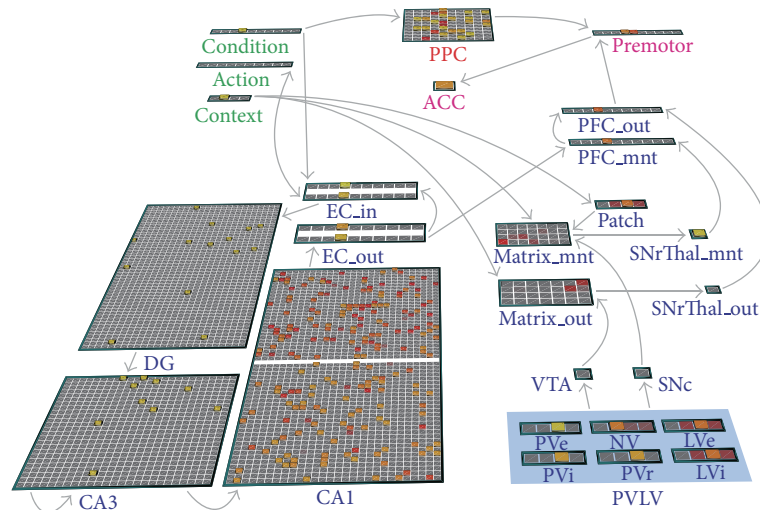 Condition
PPC
Premotor
Action
ACC
Context
PFC_out
PFC_mnt
EC_in
Patch
EC_out
Matrix_mnt
SNrThal_mnt
Matrix_out
SNrThal_out
DG
VTA
SNc
PVe
NV
LVe
PVi
PVr
LVi
CA3
CA1
PVLV